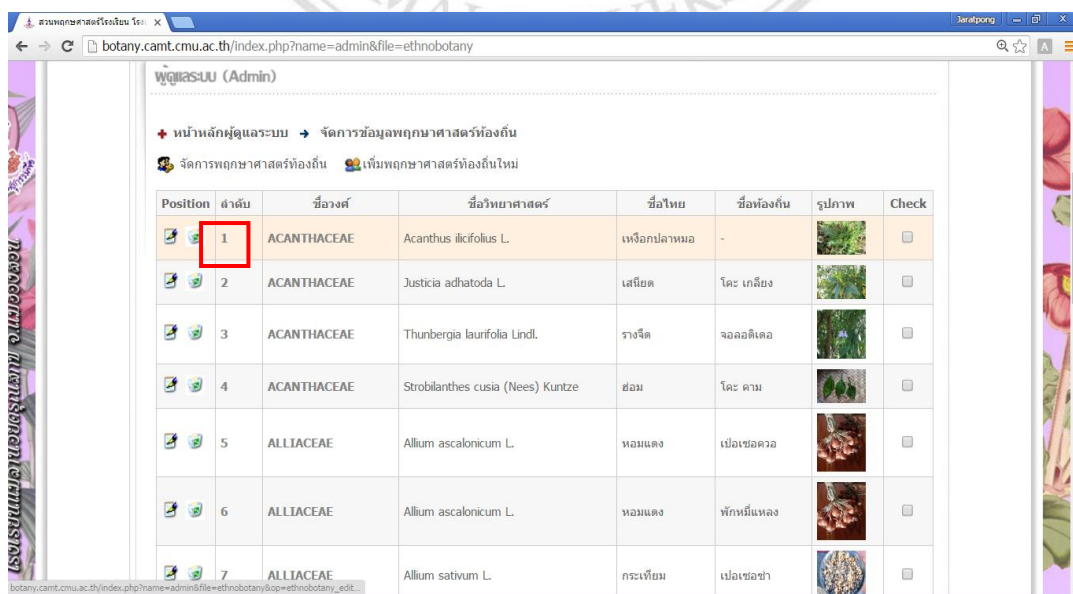 สวนพฤกษศาสตร์โรงเรียน โรงเ
Jaratpong
botany.camt.cmu.ac.th/index.php?name=admin&file=ethnobotany
ผู้ดูแลระบบ (Admin)
หน้าหลักผู้ดูแลระบบ จัดการข้อมูลพฤกษาศาสตร์ท้องถิ่น
จัดการพฤกษาศาสตร์ท้องถิ่น เพิ่มพฤกษาศาสตร์ท้องถิ่นใหม่
Position ลำดับ ชื่อวงศ์ ชื่อวิทยาศาสตร์ ชื่อไทย ชื่อท้องถิ่น รูปภาพ Check
1 ACANTHACEAE Acanthus ilicifolius L. เหงือกปลาหมอ -
2 ACANTHACEAE Justicia adhatoda L. เสนียด โดะ เกลียง
3 ACANTHACEAE Thunbergia laurifolia Lindl. รางจืด จอลอดิเดอ
4 ACANTHACEAE Strobilanthes cusia (Nees) Kuntze ฮ่อม โดะ คาม
5 ALLIACEAE Allium ascalonicum L. หอมแดง เปอเซอควอ
6 ALLIACEAE Allium ascalonicum L. หอมแดง พักหมี่แหลง
7 ALLIACEAE Allium sativum L. กระเทียม เปอเซอซ่า
botany.camt.cmu.ac.th/index.php?name=admin&file=ethnobotany&op=ethnobotany_edit...